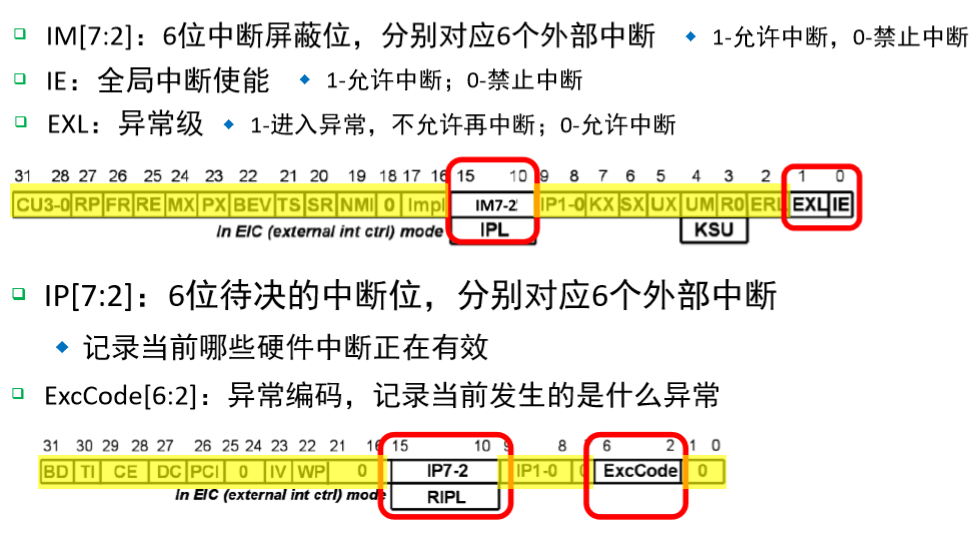 IM[7:2]：6位中断屏蔽位，分别对应6个外部中断 1-允许中断，0-禁止中断
IE：全局中断使能 1-允许中断；0-禁止中断
EXL：异常级 1-进入异常，不允许再中断；0-允许中断
31 28 27 26 25 24 23 22 21 20 19 18 17 16 15 10 9 8 7 6 5 4 3 2 1 0
CU3-0 RP FR RE MX PX BEV TS SR NMI 0 Impl IM7-2 IP1-0 KX SX UX UM R0 ERL EXL IE
in EIC (external int ctrl) mode IPL KSU
IP[7:2]：6位待决的中断位，分别对应6个外部中断
记录当前哪些硬件中断正在有效
ExcCode[6:2]：异常编码，记录当前发生的是什么异常
31 30 29 28 27 26 25 24 23 22 21 16 15 10 9 8 6 2 1 0
BD TI CE DC PCI 0 IV WP 0 IP7-2 IP1-0 0 ExcCode 0
in EIC (external int ctrl) mode RIPL